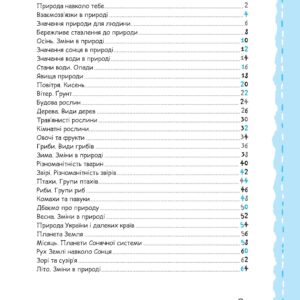 Природа навколо тебе 2
Взаємозв'язки в природі 4
Значення природи для людини 6
Бережливе ставлення до природи 8
Осінь. Зміни в природі 10
Значення сонця в природі 12
Значення води в природі 14
Стани води. Опади 16
Явища природи 18
Повітря. Кисень 20
Вітер. Ґрунт 22
Будова рослин 24
Дерева. Види дерев 26
Трав'янисті рослини 30
Кімнатні рослини 32
Овочі та фрукти 34
Гриби. Види грибів 36
Зима. Зміни в природі 38
Різноманітність тварин 40
Звірі. Різноманітність звірів 42
Птахи. Групи птахів 44
Риби. Групи риб 46
Комахи та павуки 48
Дбаємо про природу 50
Весна. Зміни в природі 52
Природа України і далеких країн 54
Планета Земля 56
Місяць. Планети Сонячної системи 58
Рух Землі навколо Сонця 60
Зорі та сузір'я 62
Літо. Зміни в природі 64